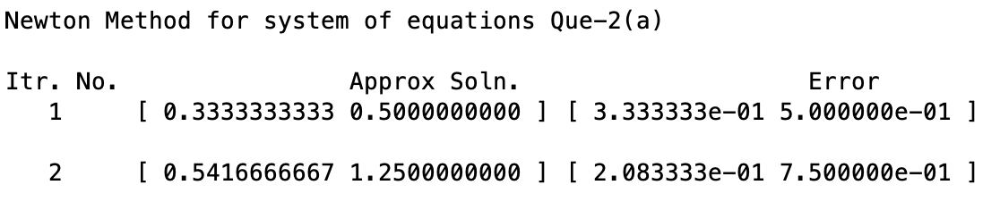 Newton Method for system of equations Que-2(a)
Itr. No. Approx Soln. Error
1 [ 0.3333333333 0.5000000000 ] [ 3.333333e-01 5.000000e-01 ]
2 [ 0.5416666667 1.2500000000 ] [ 2.083333e-01 7.500000e-01 ]